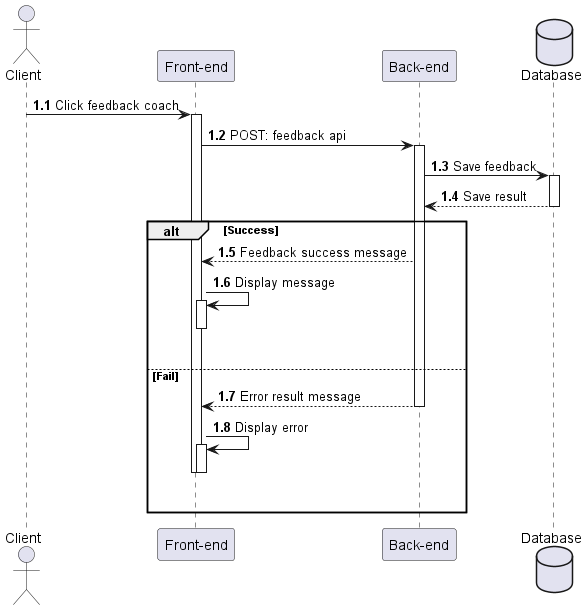 Client
Front-end
Back-end
Database
1.1 Click feedback coach
1.2 POST: feedback api
1.3 Save feedback
1.4 Save result
alt [Success]
1.5 Feedback success message
1.6 Display message
[Fail]
1.7 Error result message
1.8 Display error
Client
Front-end
Back-end
Database